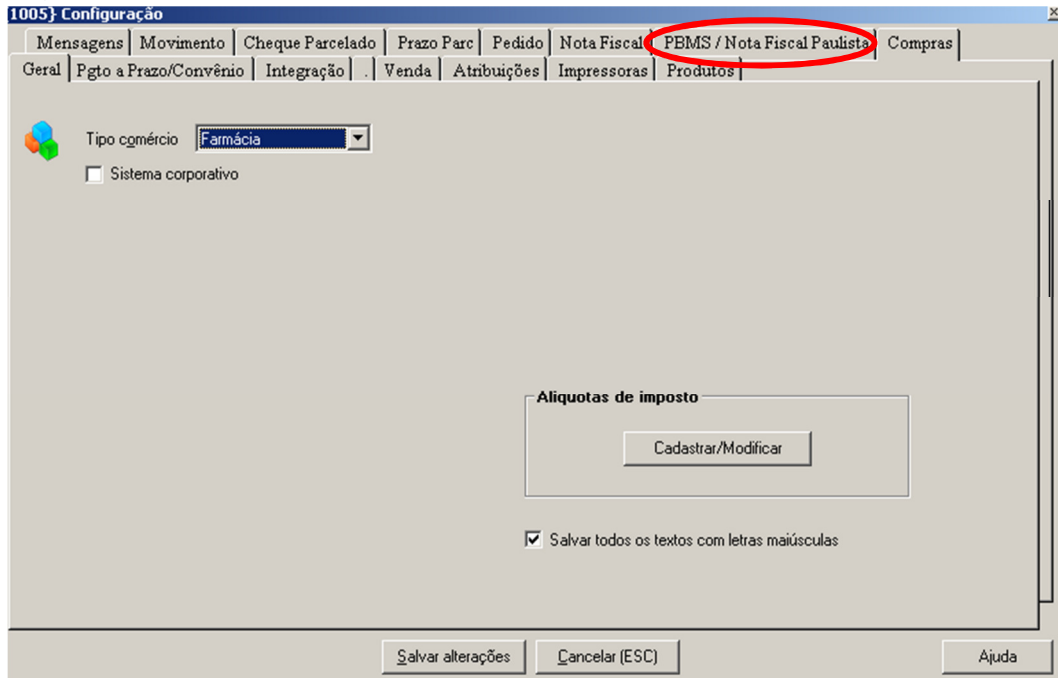 1005} Configuração
Mensagens Movimento Cheque Parcelado Prazo Parc Pedido Nota Fiscal PBMS / Nota Fiscal Paulista Compras
Geral Pgto a Prazo/Convênio Integração . Venda Atribuições Impressoras Produtos
Tipo comércio Farmácia
Sistema corporativo
Aliquotas de imposto
Cadastrar/Modificar
Salvar todos os textos com letras maiúsculas
Salvar alterações Cancelar (ESC) Ajuda